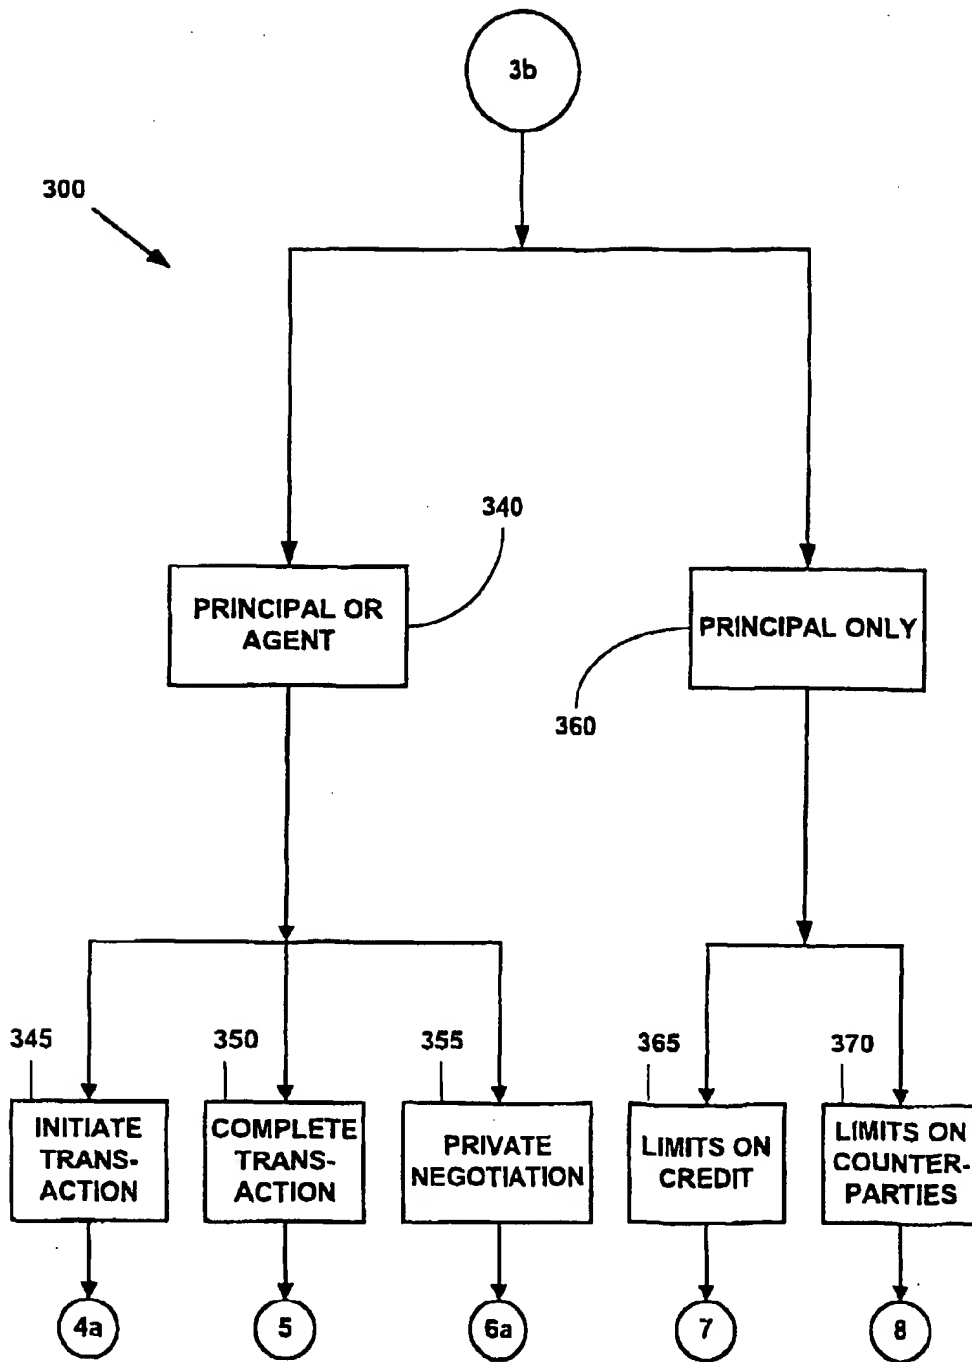 3b
300
340
PRINCIPAL OR
AGENT
PRINCIPAL ONLY
360
345
350
355
365
370
INITIATE
TRANS-
ACTION
COMPLETE
TRANS-
ACTION
PRIVATE
NEGOTIATION
LIMITS ON
CREDIT
LIMITS ON
COUNTER-
PARTIES
4a
5
6a
7
8